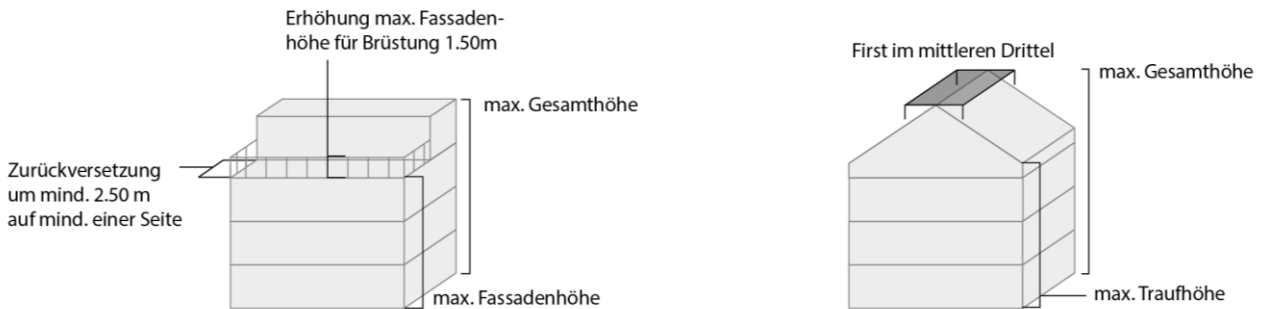 Erhöhung max. Fassaden-
höhe für Brüstung 1.50m
max. Gesamthöhe
Zurückversetzung
um mind. 2.50 m
auf mind. einer Seite
max. Fassadenhöhe
First im mittleren Drittel
max. Gesamthöhe
max. Traufhöhe